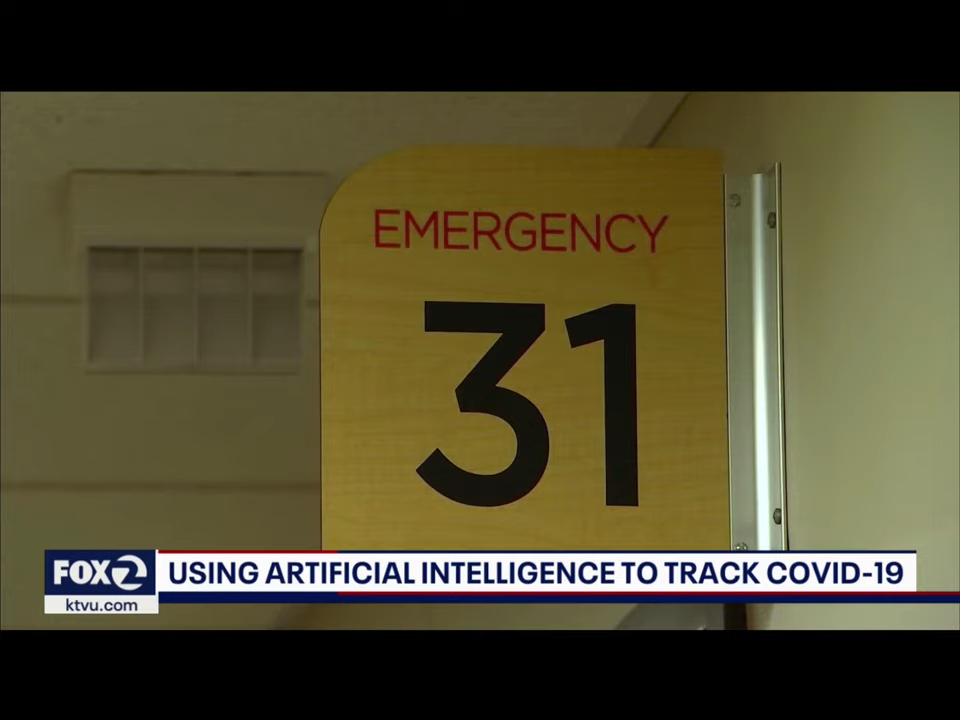 EMERGENCY
31
FOX 2
ktvu.com
USING ARTIFICIAL INTELLIGENCE TO TRACK COVID-19